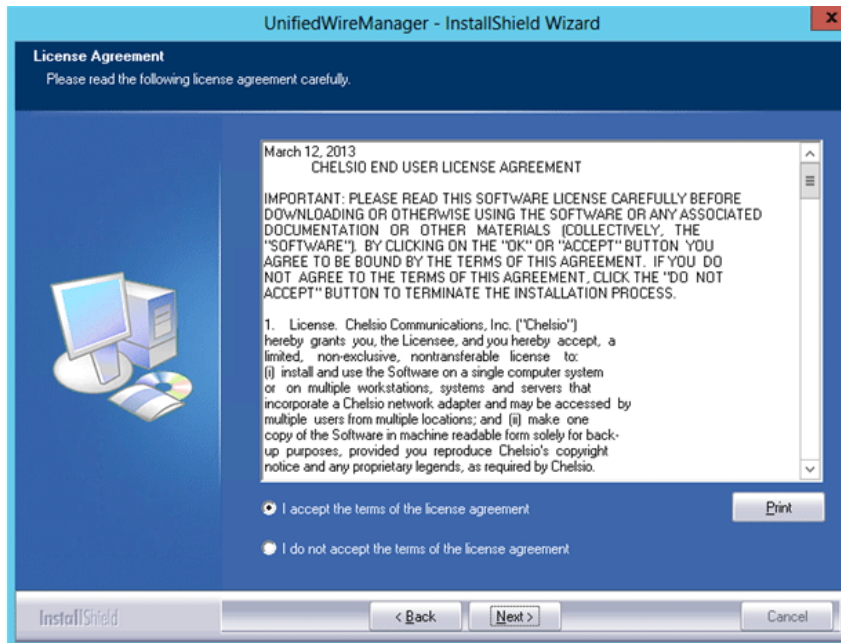 UnifiedWireManager - InstallShield Wizard
x
License Agreement
Please read the following license agreement carefully.
March 12, 2013
CHELSIO END USER LICENSE AGREEMENT
IMPORTANT: PLEASE READ THIS SOFTWARE LICENSE CAREFULLY BEFORE
DOWNLOADING OR OTHERWISE USING THE SOFTWARE OR ANY ASSOCIATED
DOCUMENTATION OR OTHER MATERIALS (COLLECTIVELY, THE
"SOFTWARE"). BY CLICKING ON THE "OK" OR "ACCEPT" BUTTON YOU
AGREE TO BE BOUND BY THE TERMS OF THIS AGREEMENT. IF YOU DO
NOT AGREE TO THE TERMS OF THIS AGREEMENT, CLICK THE "DO NOT
ACCEPT" BUTTON TO TERMINATE THE INSTALLATION PROCESS.
1. License. Chelsio Communications, Inc. ("Chelsio")
hereby grants you, the Licensee, and you hereby accept, a
limited, non-exclusive, nontransferable license to:
(i) install and use the Software on a single computer system
or on multiple workstations, systems and servers that
incorporate a Chelsio network adapter and may be accessed by
multiple users from multiple locations; and (ii) make one
copy of the Software in machine readable form solely for back-
up purposes, provided you reproduce Chelsio's copyright
notice and any proprietary legends, as required by Chelsio.
I accept the terms of the license agreement
Print
I do not accept the terms of the license agreement
InstallShield
< Back
Next >
Cancel